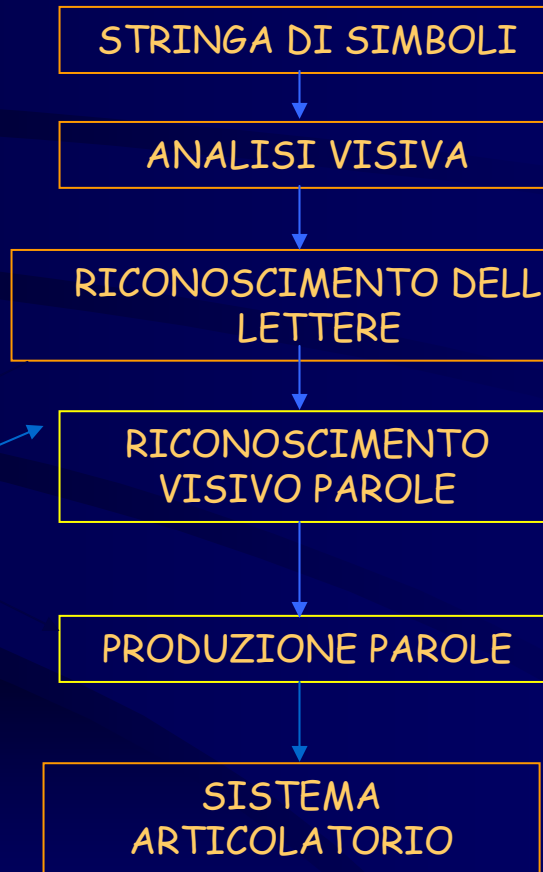 STRINGA DI SIMBOLI
ANALISI VISIVA
RICONOSCIMENTO DELL
LETTERE
RICONOSCIMENTO
VISIVO PAROLE
PRODUZIONE PAROLE
SISTEMA
ARTICOLATORIO